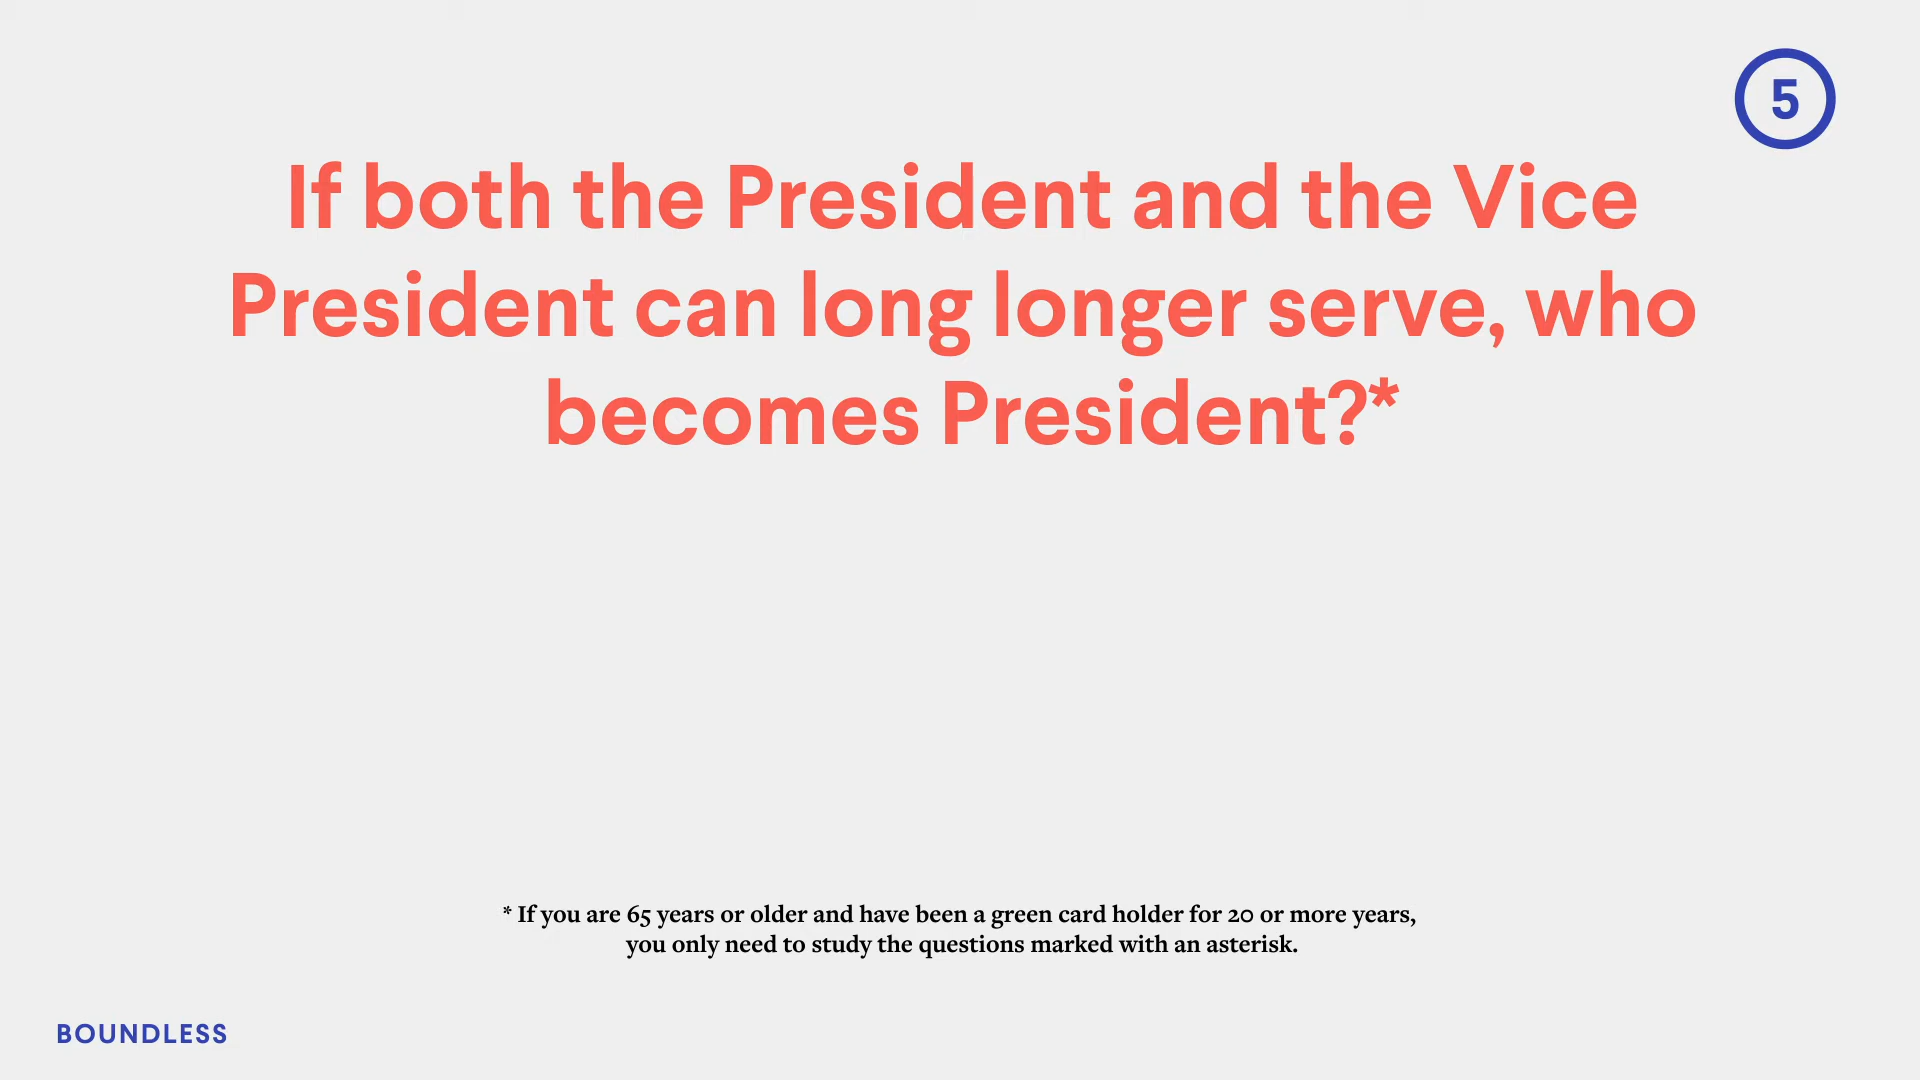 5
If both the President and the Vice
President can long longer serve, who
becomes President?*
* If you are 65 years or older and have been a green card holder for 20 or more years,
you only need to study the questions marked with an asterisk.
BOUNDLESS